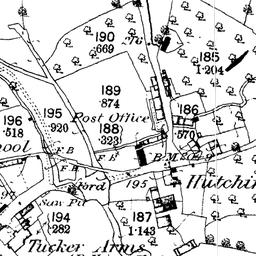 190
.669
185
1.204
189
.874
Post Office
186
.570
188
.323
195
.920
196
.518
ool
F.B.
F.B.
B.M.
ford
195
Hutchin
Saw Pit
194
.282
187
1.143
Tucker Arms